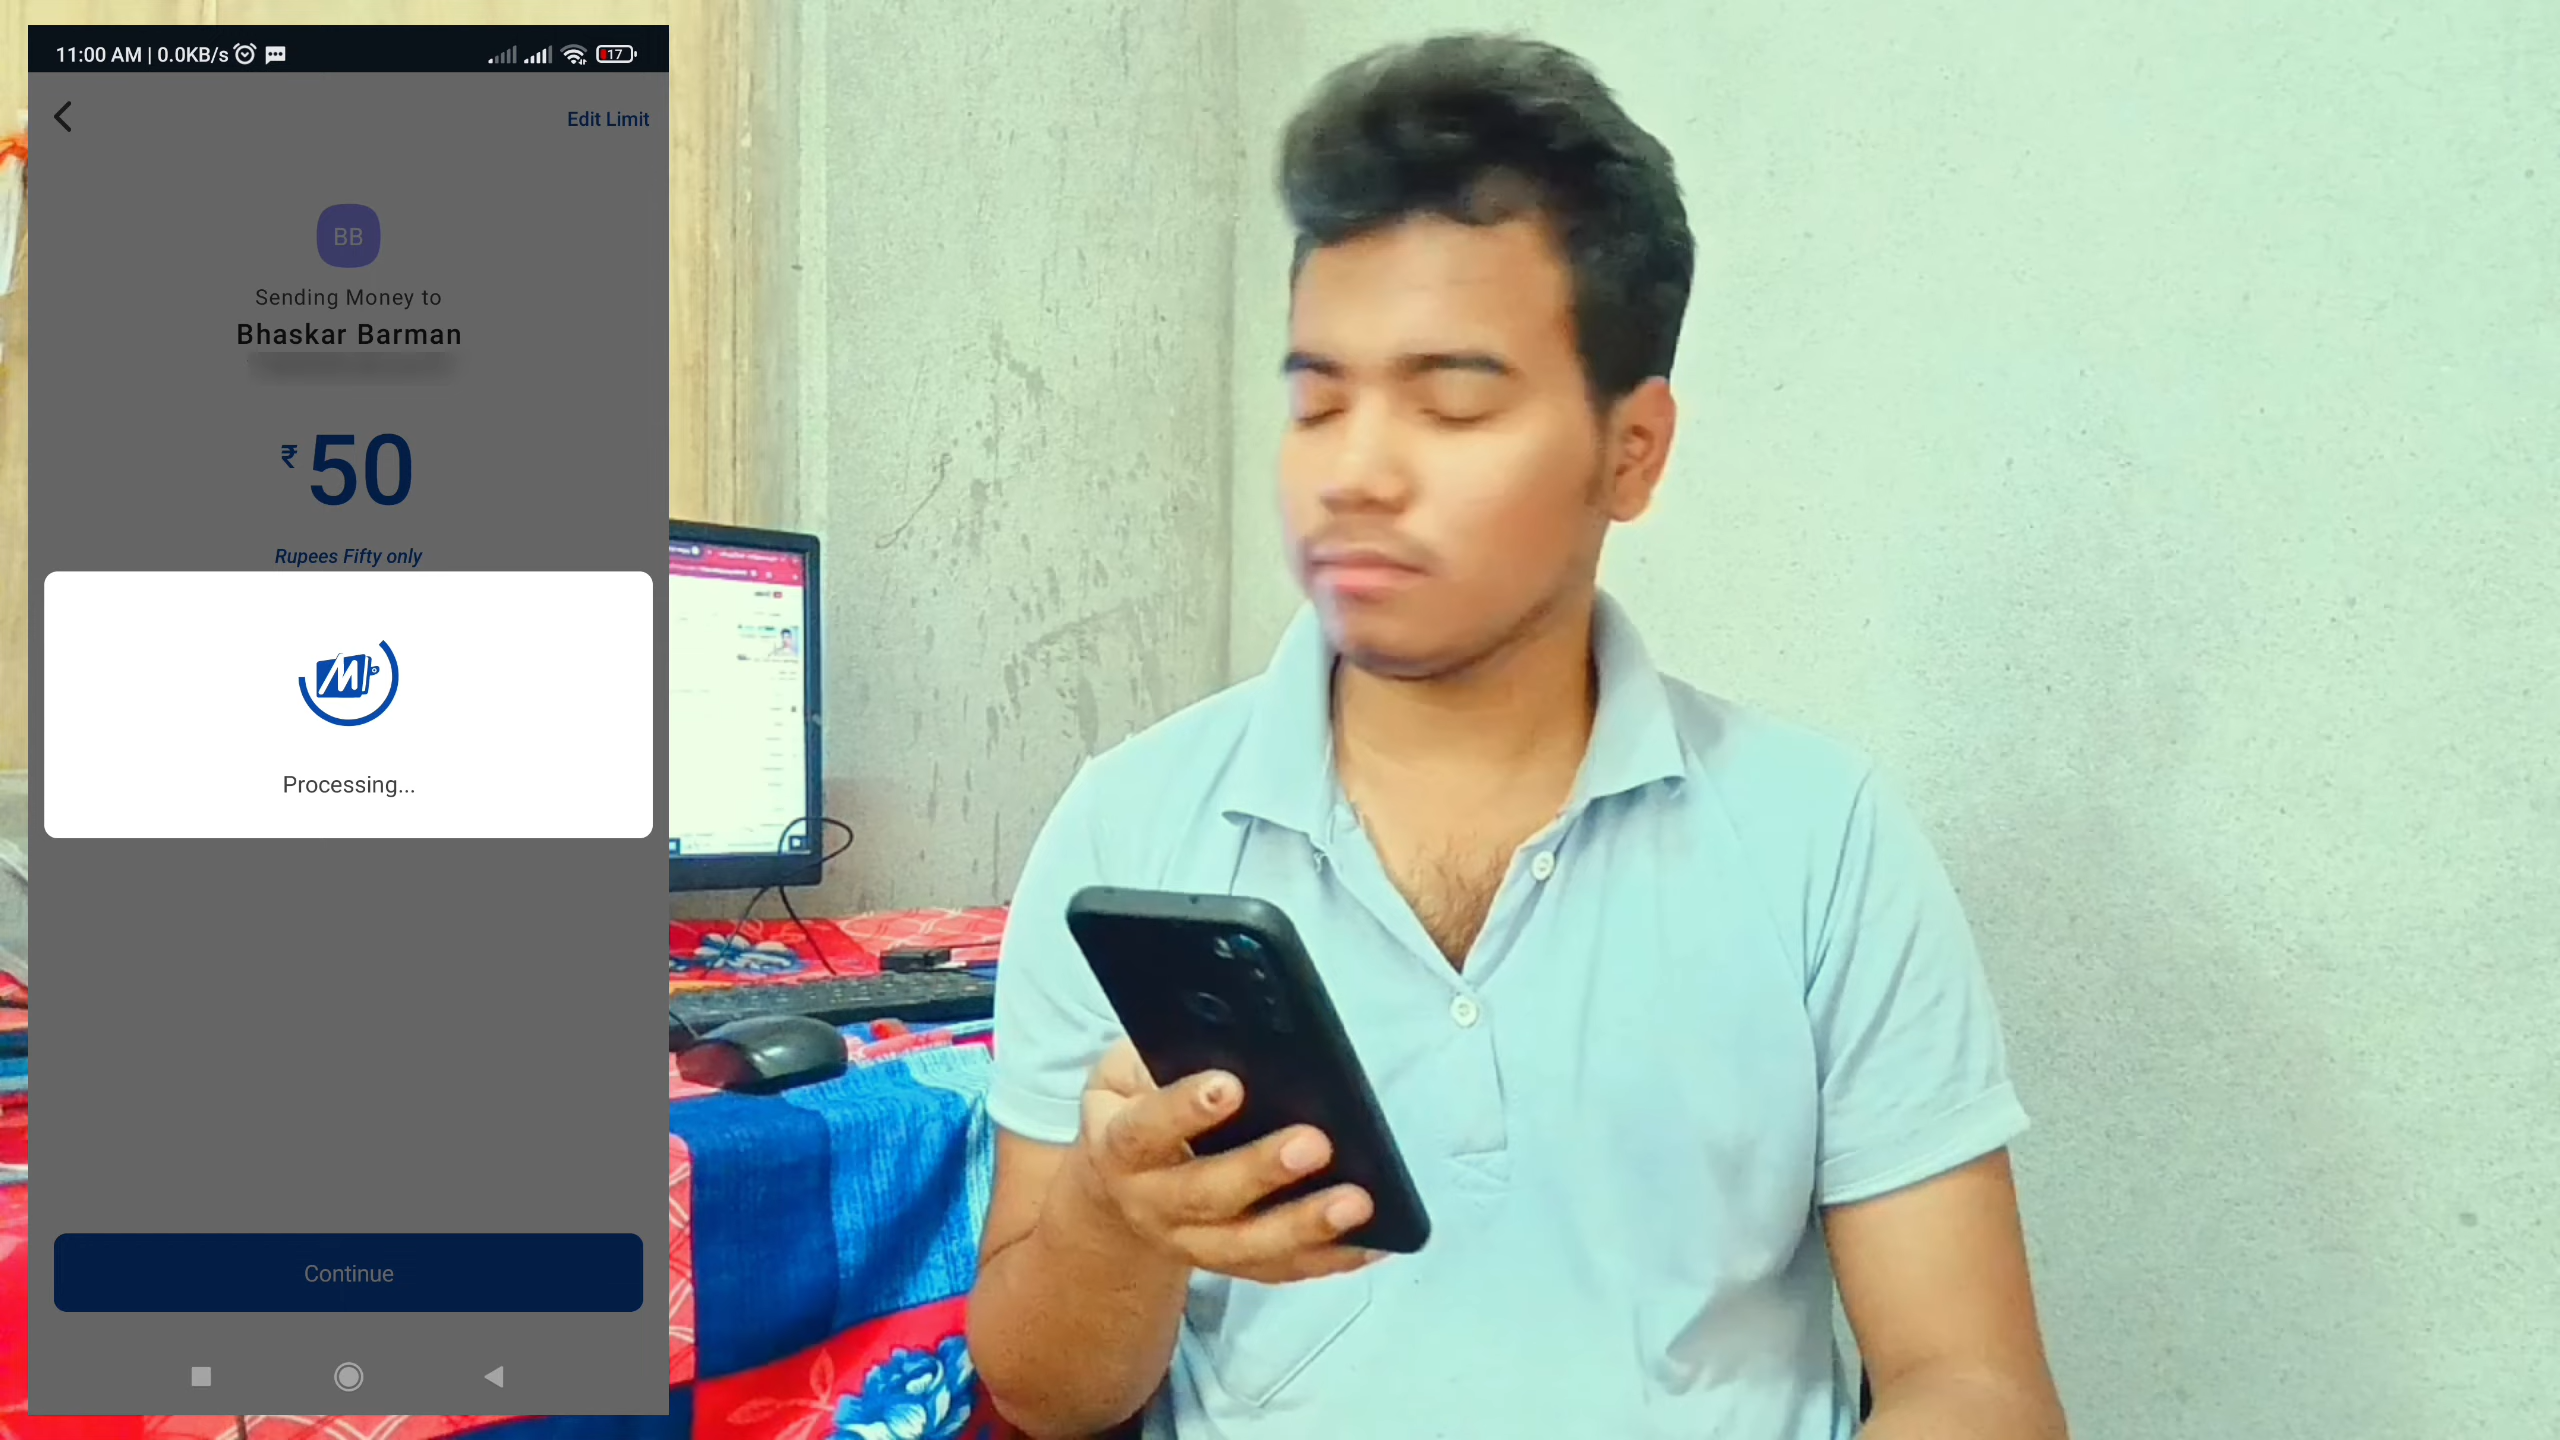 11:00 AM | 0.0KB/s
17
Edit Limit
BB
Sending Money to
Bhaskar Barman
₹ 50
Rupees Fifty only
Processing...
Continue